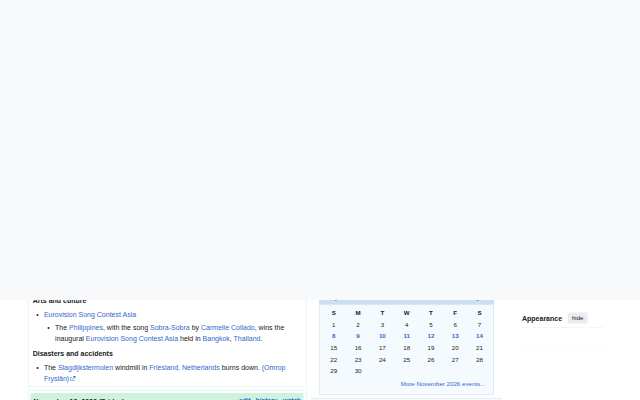 Arts and culture
• Eurovision Song Contest Asia
• The Philippines, with the song Sobra-Sobra by Carmelle Collado, wins the
inaugural Eurovision Song Contest Asia held in Bangkok, Thailand.
Disasters and accidents
• The Slagdijkstermolen windmill in Friesland, Netherlands burns down. (Omrop
Fryslân)
S M T W T F S
1 2 3 4 5 6 7
8 9 10 11 12 13 14
15 16 17 18 19 20 21
22 23 24 25 26 27 28
29 30
More November 2026 events...
Appearance hide